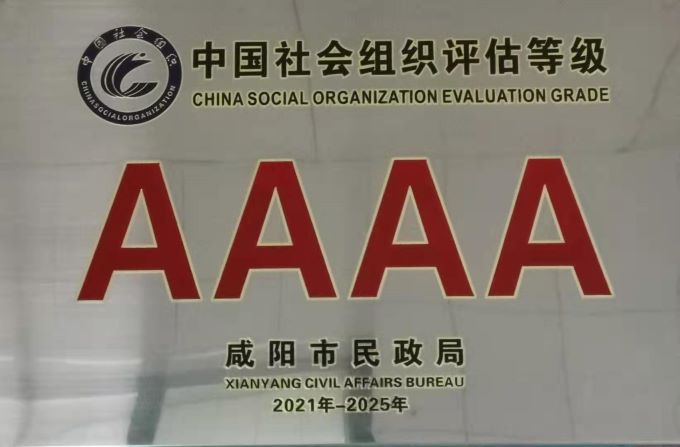 中国社会组织
CHINASOCIALORGANIZATION
中国社会组织评估等级
CHINA SOCIAL ORGANIZATION EVALUATION GRADE
AAAA
咸阳市民政局
XIANYANG CIVIL AFFAIRS BUREAU
2021年-2025年